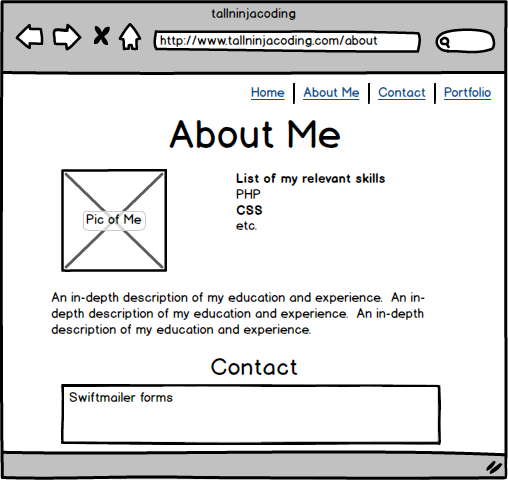 tallninjacoding
http://www.tallninjacoding.com/about
Home About Me Contact Portfolio
About Me
Pic of Me
List of my relevant skills
PHP
CSS
etc.
An in-depth description of my education and experience. An in-
depth description of my education and experience. An in-depth
description of my education and experience.
Contact
Swiftmailer forms